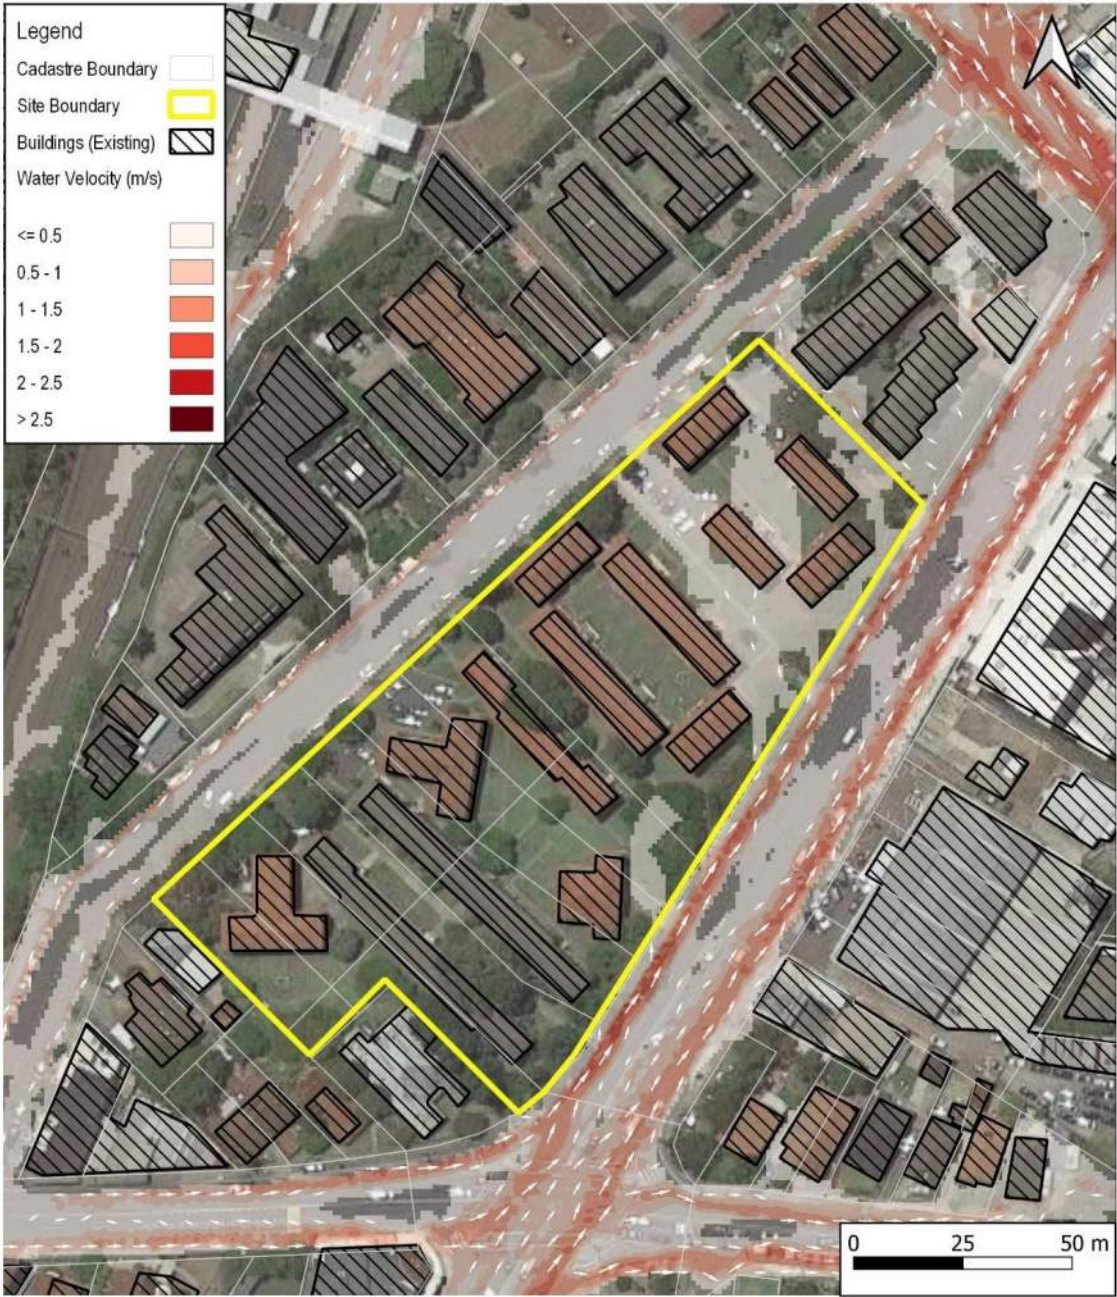 Legend
Cadastre Boundary
Site Boundary
Buildings (Existing)
Water Velocity (m/s)
<= 0.5
0.5 - 1
1 - 1.5
1.5 - 2
2 - 2.5
> 2.5
0 25 50 m